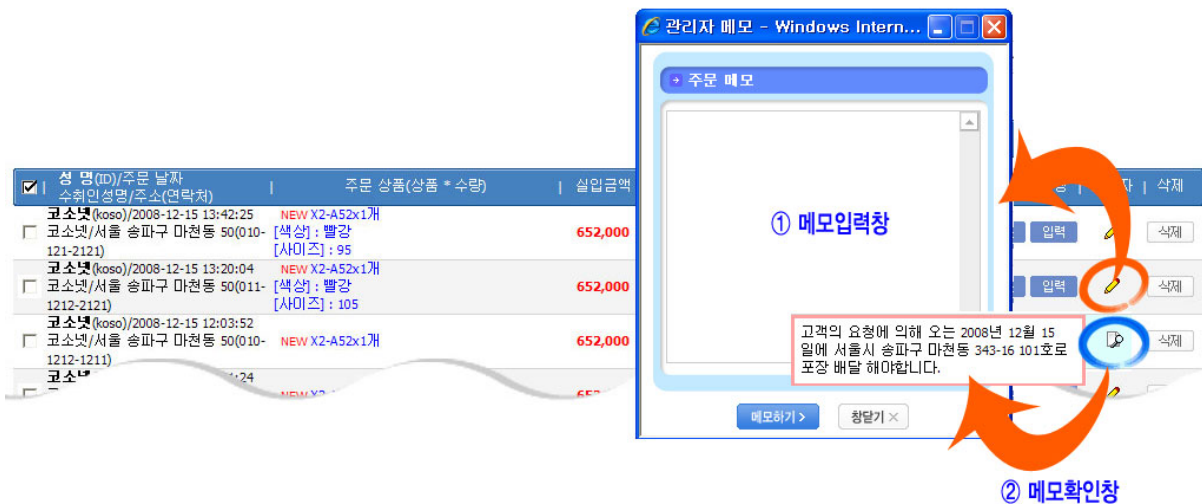 관리자 메모 - Windows Intern...
주문 메모
성 명(ID)/주문 날짜
수취인성명/주소(연락처)
주문 상품(상품 * 수량)
실입금액
자
삭제
코소넷(koso)/2008-12-15 13:42:25
코소넷/서울 송파구 마천동 50(010-
121-2121)
NEW X2-A52x1개
[색상] : 빨강
[사이즈] : 95
652,000
입력
삭제
코소넷(koso)/2008-12-15 13:20:04
코소넷/서울 송파구 마천동 50(011-
1212-2121)
NEW X2-A52x1개
[색상] : 빨강
[사이즈] : 105
652,000
입력
삭제
코소넷(koso)/2008-12-15 12:03:52
코소넷/서울 송파구 마천동 50(010-
1212-1211)
NEW X2-A52x1개
652,000
삭제
① 메모입력창
고객의 요청에 의해 오는 2008년 12월 15
일에 서울시 송파구 마천동 343-16 101호로
포장 배달 해야합니다.
메모하기 >
창닫기 ×
② 메모확인창